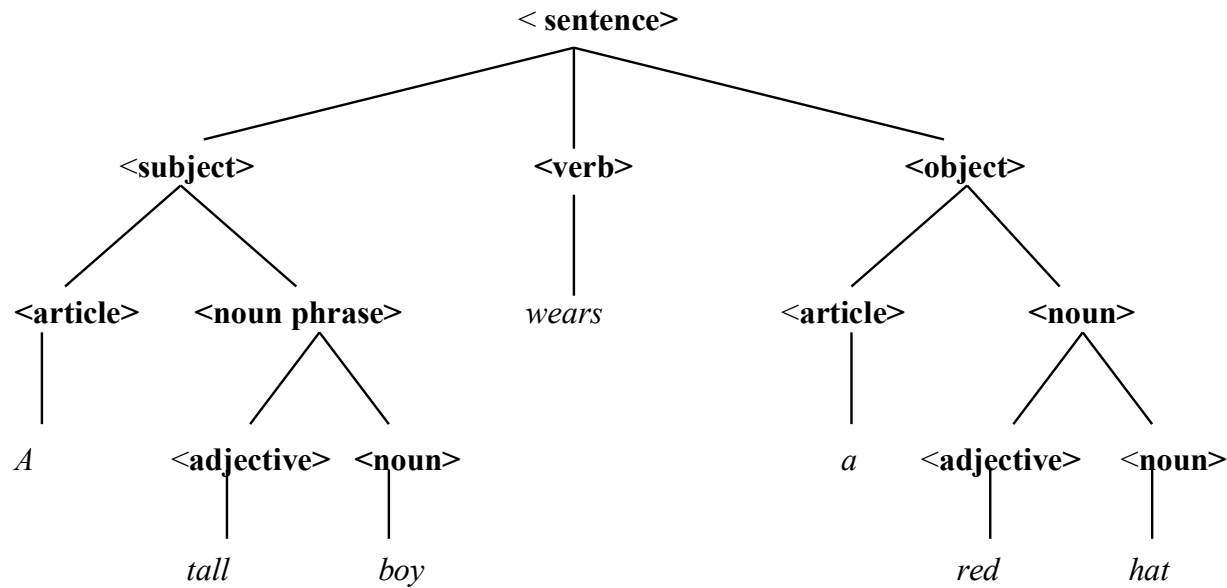 < sentence>
<subject> <verb> <object>
<article> <noun phrase> wears <article> <noun>
A <adjective> <noun> a <adjective> <noun>
tall boy red hat